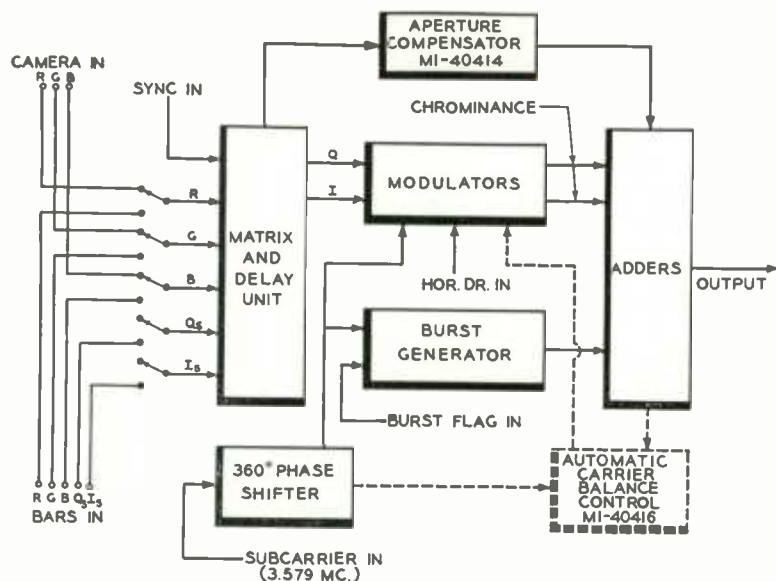 APERTURE
COMPENSATOR
MI-40414
CAMERA IN
R G B
SYNC IN
CHROMINANCE
Q
I
MODULATORS
R
G
B
QS
IS
MATRIX
AND
DELAY
UNIT
ADDERS
OUTPUT
HOR. DR. IN
BURST
GENERATOR
BURST FLAG IN
360° PHASE
SHIFTER
AUTOMATIC
CARRIER
BALANCE
CONTROL
MI-40416
R G B QS IS
BARS IN
SUBCARRIER IN
(3.579 MC.)